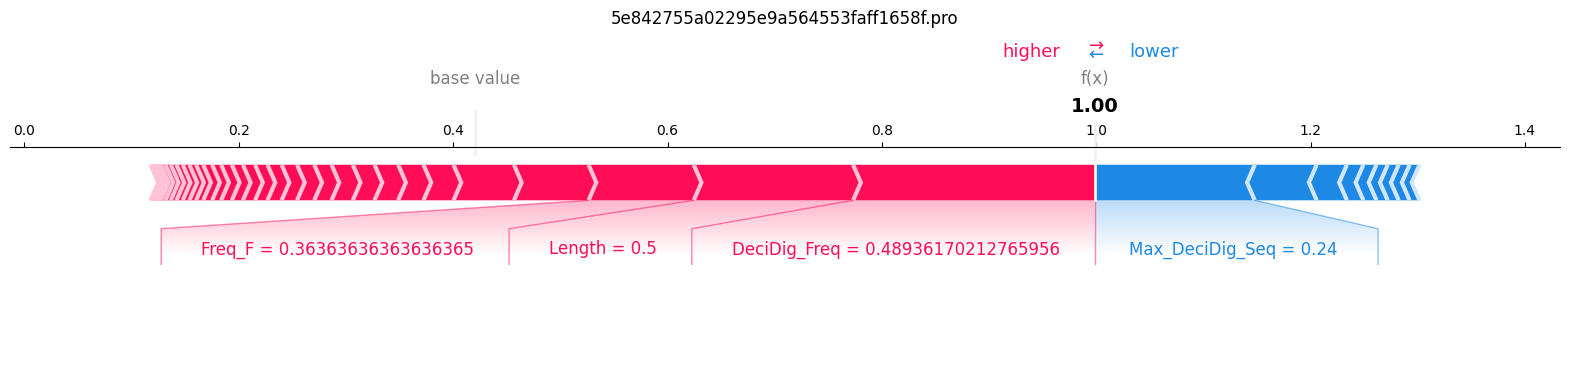 5e842755a02295e9a564553faff1658f.pro
higher ⇄ lower
base value f(x)
1.00
0.0 0.2 0.4 0.6 0.8 1.0 1.2 1.4
Freq_F = 0.36363636363636365 Length = 0.5 DeciDig_Freq = 0.48936170212765956 Max_DeciDig_Seq = 0.24